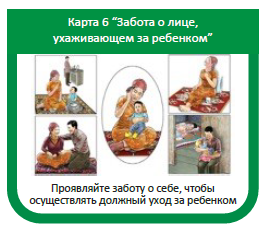 Карта 6 “Забота о лице,
ухаживающем за ребенком”
Проявляйте заботу о себе, чтобы
осуществлять должный уход за ребенком